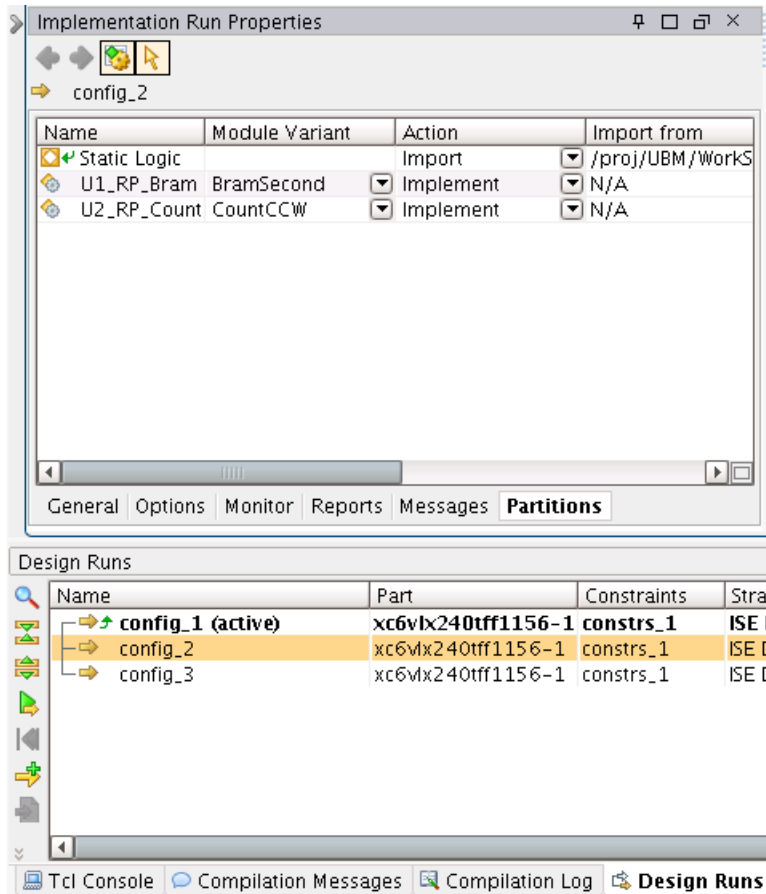 Implementation Run Properties
config_2
Name Module Variant Action Import from
Static Logic Import /proj/UBM/WorkS
U1_RP_Bram BramSecond Implement N/A
U2_RP_Count CountCCW Implement N/A
General Options Monitor Reports Messages Partitions
Design Runs
Name Part Constraints Stra
config_1 (active) xc6vlx240tff1156-1 constrs_1 ISE
config_2 xc6vlx240tff1156-1 constrs_1 ISE D
config_3 xc6vlx240tff1156-1 constrs_1 ISE D
Tcl Console Compilation Messages Compilation Log Design Runs